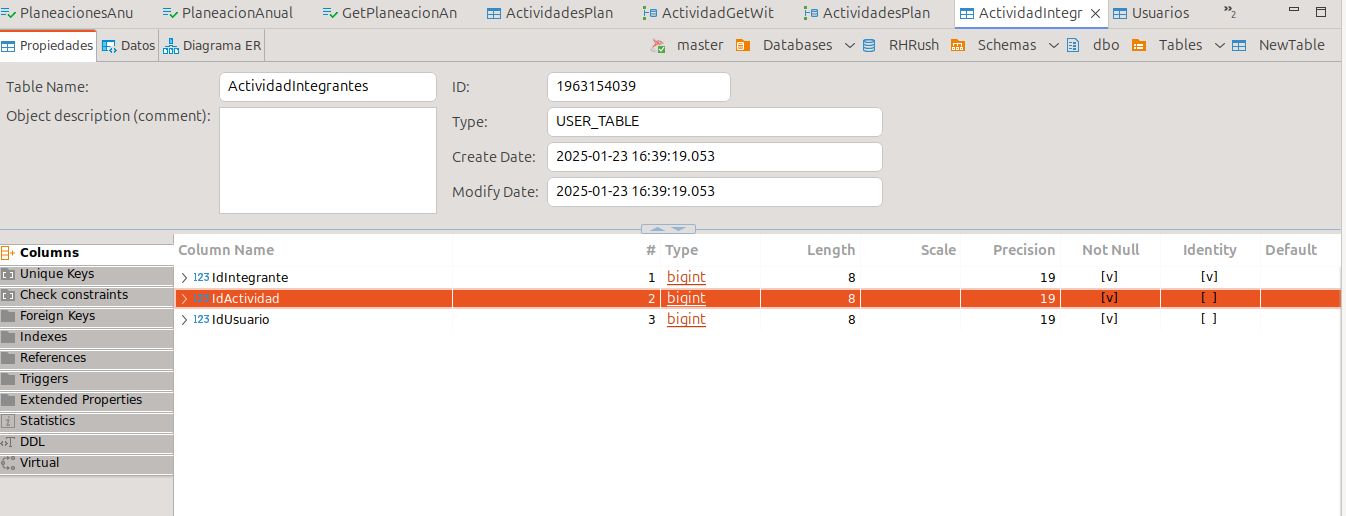 PlaneacionesAnu PlaneacionAnual GetPlaneacionAn ActividadesPlan ActividadGetWit ActividadesPlan ActividadIntegr Usuarios »2
Propiedades Datos Diagrama ER master Databases RHRush Schemas dbo Tables NewTable
Table Name: ActividadIntegrantes ID: 1963154039
Object description (comment): Type: USER_TABLE
Create Date: 2025-01-23 16:39:19.053
Modify Date: 2025-01-23 16:39:19.053
Columns Column Name # Type Length Scale Precision Not Null Identity Default
Unique Keys 123 IdIntegrante 1 bigint 8 19 [v] [v]
Check constraints 123 IdActividad 2 bigint 8 19 [v] [ ]
Foreign Keys 123 IdUsuario 3 bigint 8 19 [v] [ ]
Indexes
References
Triggers
Extended Properties
Statistics
DDL
Virtual